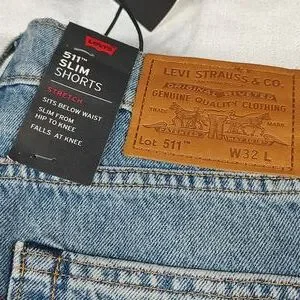 Levi's
511™
SLIM
SHORTS
STRETCH
SITS BELOW WAIST
SLIM FROM
HIP TO KNEE
FALLS AT KNEE
LEVI STRAUSS & CO.
ORIGINAL RIVETED
GENUINE QUALITY CLOTHING
TRADE MARK
Lot 511™ W32 L